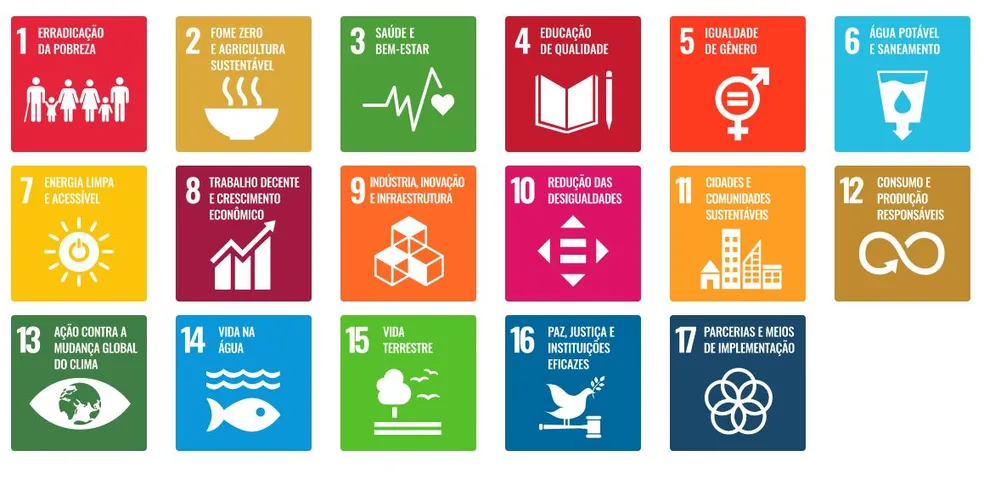 1 ERRADICAÇÃO
DA POBREZA
2 FOME ZERO
E AGRICULTURA
SUSTENTÁVEL
3 SAÚDE E
BEM-ESTAR
4 EDUCAÇÃO
DE QUALIDADE
5 IGUALDADE
DE GÊNERO
6 ÁGUA POTÁVEL
E SANEAMENTO
7 ENERGIA LIMPA
E ACESSÍVEL
8 TRABALHO DECENTE
E CRESCIMENTO
ECONÔMICO
9 INDÚSTRIA, INOVAÇÃO
E INFRAESTRUTURA
10 REDUÇÃO DAS
DESIGUALDADES
11 CIDADES E
COMUNIDADES
SUSTENTÁVEIS
12 CONSUMO E
PRODUÇÃO
RESPONSÁVEIS
13 AÇÃO CONTRA A
MUDANÇA GLOBAL
DO CLIMA
14 VIDA NA
ÁGUA
15 VIDA
TERRESTRE
16 PAZ, JUSTIÇA E
INSTITUIÇÕES
EFICAZES
17 PARCERIAS E MEIOS
DE IMPLEMENTAÇÃO